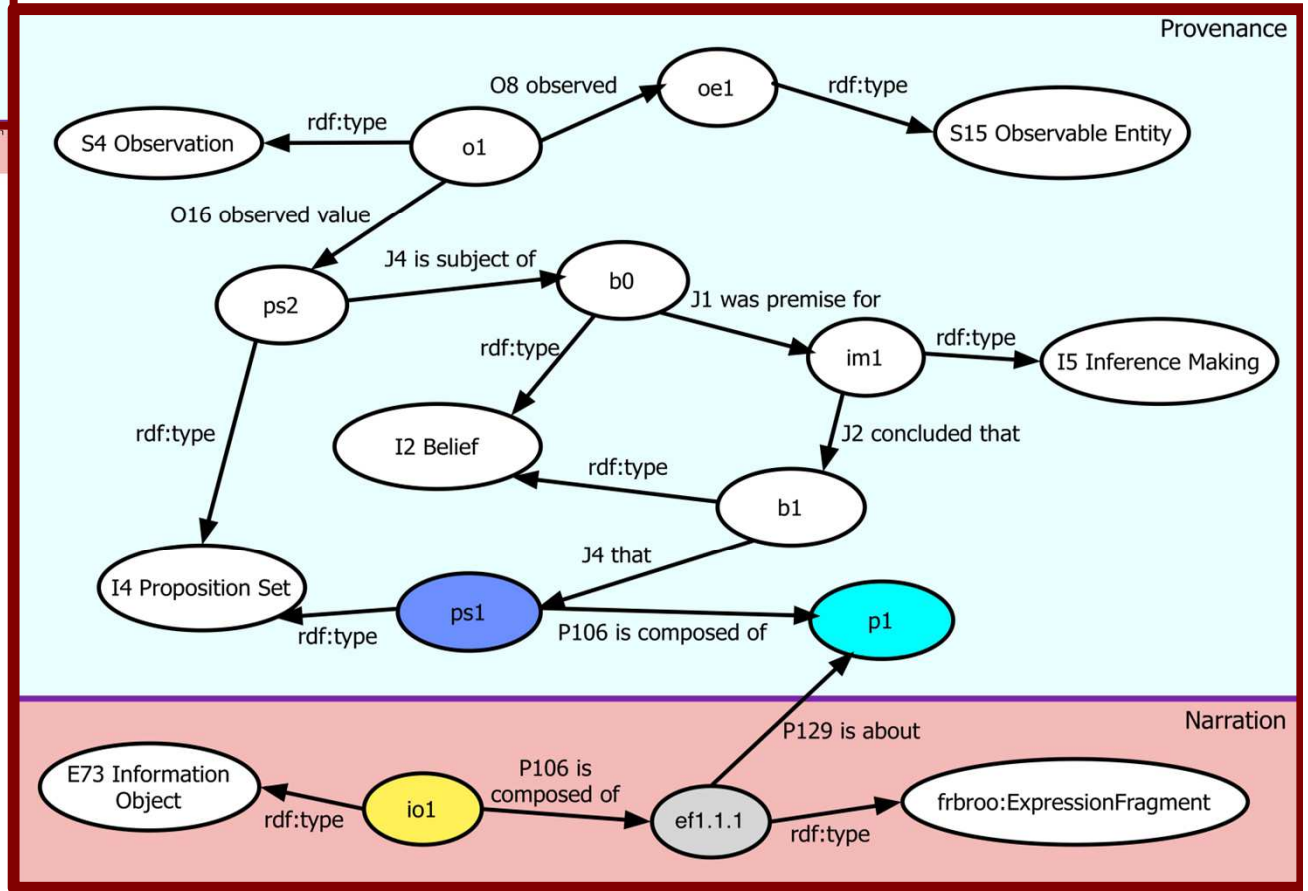 Provenance
O8 observed
oe1
rdf:type
rdf:type
S4 Observation
o1
S15 Observable Entity
O16 observed value
J4 is subject of
b0
ps2
J1 was premise for
rdf:type
rdf:type
im1
I5 Inference Making
rdf:type
J2 concluded that
I2 Belief
rdf:type
b1
J4 that
I4 Proposition Set
ps1
p1
rdf:type
P106 is composed of
Narration
P129 is about
E73 Information
Object
P106 is
composed of
frbroo:ExpressionFragment
io1
ef1.1.1
rdf:type
rdf:type